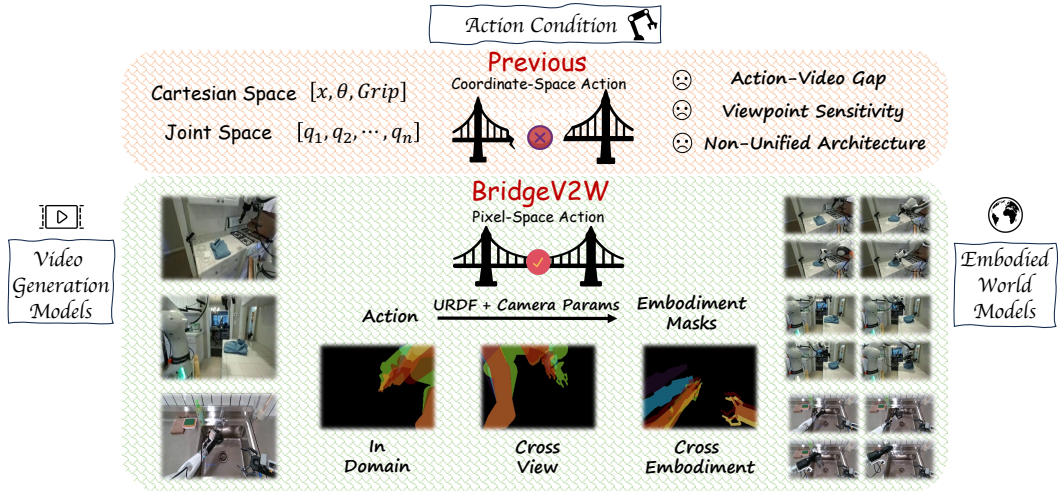 Action Condition
Previous
Coordinate-Space Action
Cartesian Space [x, θ, Grip]
Joint Space [q₁, q₂, ⋯, qₙ]
Action-Video Gap
Viewpoint Sensitivity
Non-Unified Architecture
BridgeV2W
Pixel-Space Action
Video
Generation
Models
Embodied
World
Models
Action
URDF + Camera Params
Embodiment
Masks
In
Domain
Cross
View
Cross
Embodiment